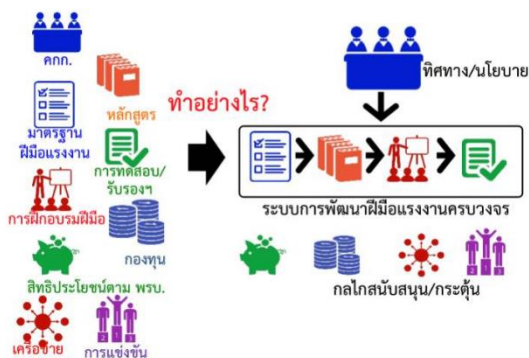 คกก.
มาตรฐาน
ฝีมือแรงงาน
หลักสูตร
การทดสอบ/
รับรองฯ
การฝึกอบรมฝีมือ
กองทุน
สิทธิประโยชน์ตาม พรบ.
เครือข่าย
การแข่งขัน
ทำอย่างไร?
ทิศทาง/นโยบาย
ระบบการพัฒนาฝีมือแรงงานครบวงจร
กลไกสนับสนุน/กระตุ้น